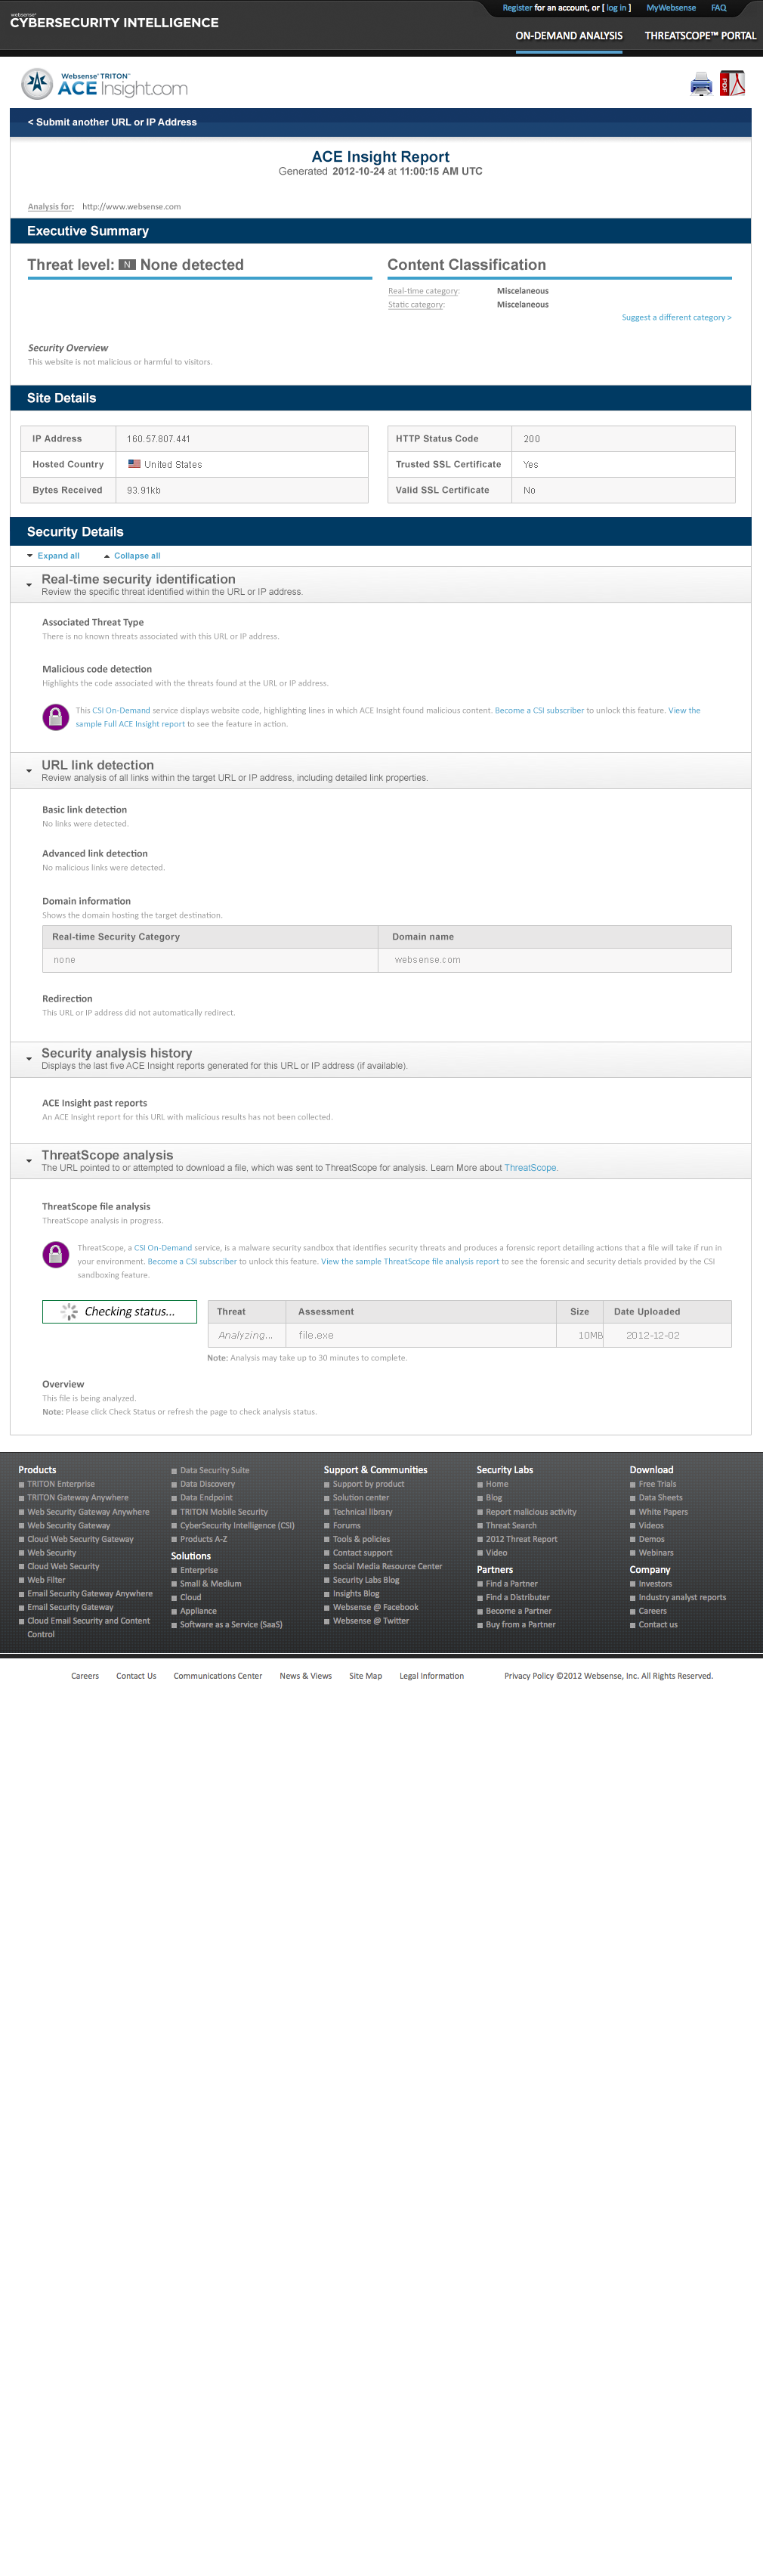 Register for an account, or [ log in ] MyWebsense FAQ
websense
CYBERSECURITY INTELLIGENCE
ON-DEMAND ANALYSIS THREATSCOPE™ PORTAL
Websense® TRITON™
ACE Insight.com
PDF
< Submit another URL or IP Address
ACE Insight Report
Generated 2012-10-24 at 11:00:15 AM UTC
Analysis for: http://www.websense.com
Executive Summary
Threat level: N None detected
Content Classification
Real-time category: Miscelaneous
Static category: Miscelaneous
Suggest a different category >
Security Overview
This website is not malicious or harmful to visitors.
Site Details
IP Address 160.57.807.441
Hosted Country United States
Bytes Received 93.91kb
HTTP Status Code 200
Trusted SSL Certificate Yes
Valid SSL Certificate No
Security Details
Expand all Collapse all
Real-time security identification
Review the specific threat identified within the URL or IP address.
Associated Threat Type
There is no known threats associated with this URL or IP address.
Malicious code detection
Highlights the code associated with the threats found at the URL or IP address.
This CSI On-Demand service displays website code, highlighting lines in which ACE Insight found malicious content. Become a CSI subscriber to unlock this feature. View the
sample Full ACE Insight report to see the feature in action.
URL link detection
Review analysis of all links within the target URL or IP address, including detailed link properties.
Basic link detection
No links were detected.
Advanced link detection
No malicious links were detected.
Domain information
Shows the domain hosting the target destination.
Real-time Security Category Domain name
none websense.com
Redirection
This URL or IP address did not automatically redirect.
Security analysis history
Displays the last five ACE Insight reports generated for this URL or IP address (if available).
ACE Insight past reports
An ACE Insight report for this URL with malicious results has not been collected.
ThreatScope analysis
The URL pointed to or attempted to download a file, which was sent to ThreatScope for analysis. Learn More about ThreatScope.
ThreatScope file analysis
ThreatScope analysis in progress.
ThreatScope, a CSI On-Demand service, is a malware security sandbox that identifies security threats and produces a forensic report detailing actions that a file will take if run in
your environment. Become a CSI subscriber to unlock this feature. View the sample ThreatScope file analysis report to see the forensic and security detials provided by the CSI
sandboxing feature.
Checking status...
Threat Assessment Size Date Uploaded
Analyzing... file.exe 10MB 2012-12-02
Note: Analysis may take up to 30 minutes to complete.
Overview
This file is being analyzed.
Note: Please click Check Status or refresh the page to check analysis status.
Products
TRITON Enterprise
TRITON Gateway Anywhere
Web Security Gateway Anywhere
Web Security Gateway
Cloud Web Security Gateway
Web Security
Cloud Web Security
Web Filter
Email Security Gateway Anywhere
Email Security Gateway
Cloud Email Security and Content
Control
Data Security Suite
Data Discovery
Data Endpoint
TRITON Mobile Security
CyberSecurity Intelligence (CSI)
Products A-Z
Solutions
Enterprise
Small & Medium
Cloud
Appliance
Software as a Service (SaaS)
Support & Communities
Support by product
Solution center
Technical library
Forums
Tools & policies
Contact support
Social Media Resource Center
Security Labs Blog
Insights Blog
Websense @ Facebook
Websense @ Twitter
Security Labs
Home
Blog
Report malicious activity
Threat Search
2012 Threat Report
Video
Partners
Find a Partner
Find a Distributer
Become a Partner
Buy from a Partner
Download
Free Trials
Data Sheets
White Papers
Videos
Demos
Webinars
Company
Investors
Industry analyst reports
Careers
Contact us
Careers Contact Us Communications Center News & Views Site Map Legal Information Privacy Policy ©2012 Websense, Inc. All Rights Reserved.